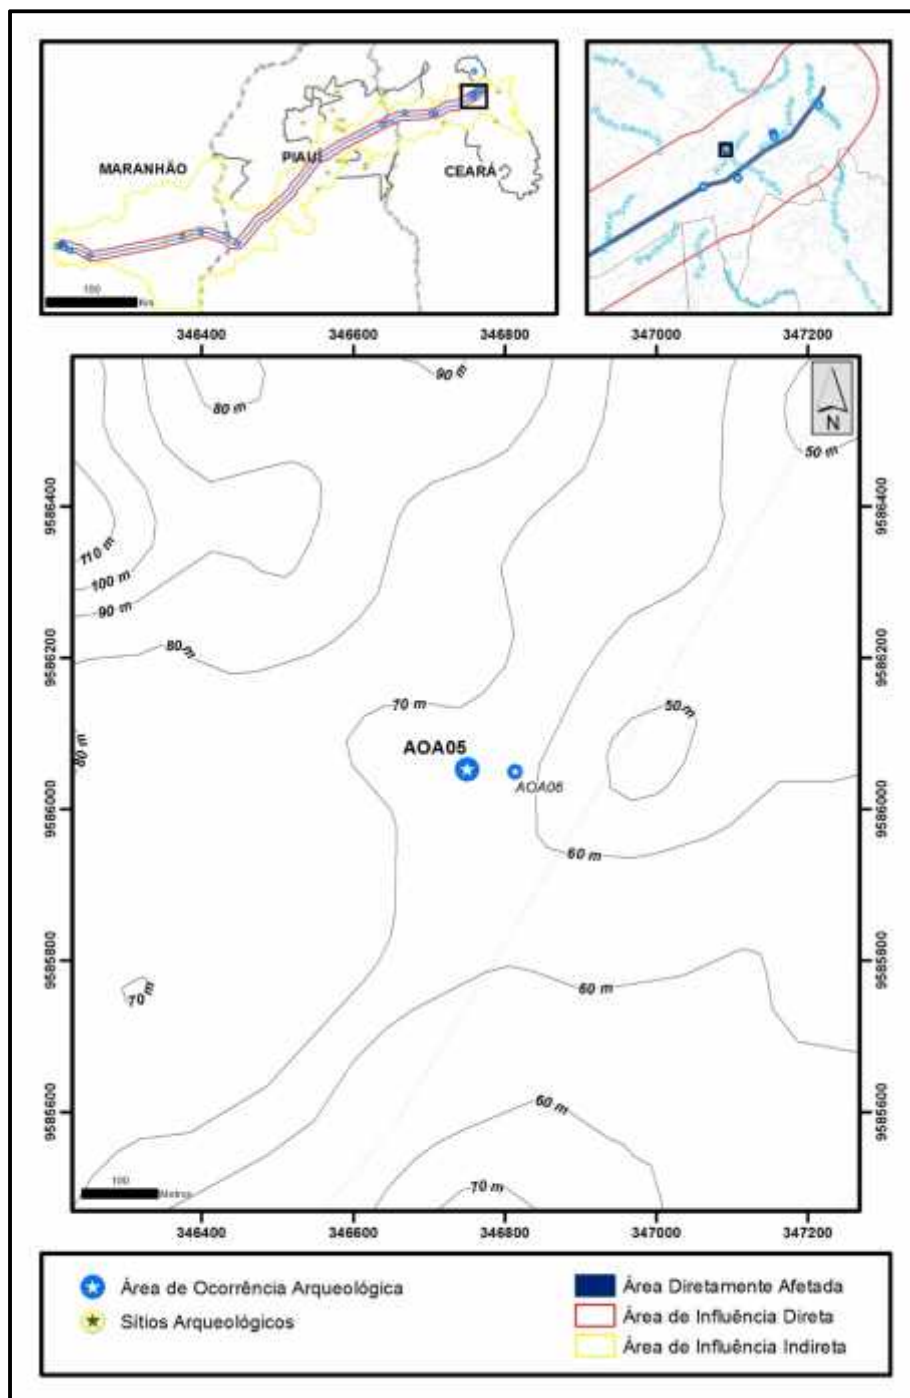 MARANHÃO
PIAUÍ
CEARÁ
100
Km
346400 346600 346800 347000 347200
90 m
80 m
N
50 m
9586400
9586400
110 m
100 m
90 m
80 m
9586200
9586200
70 m
50 m
80 m
AOA05
AOA06
9586000
9586000
60 m
9585800
9585800
60 m
70 m
9585600
9585600
60 m
70 m
100
Metros
346400 346600 346800 347000 347200
Área de Ocorrência Arqueológica
Sítios Arqueológicos
Área Diretamente Afetada
Área de Influência Direta
Área de Influência Indireta